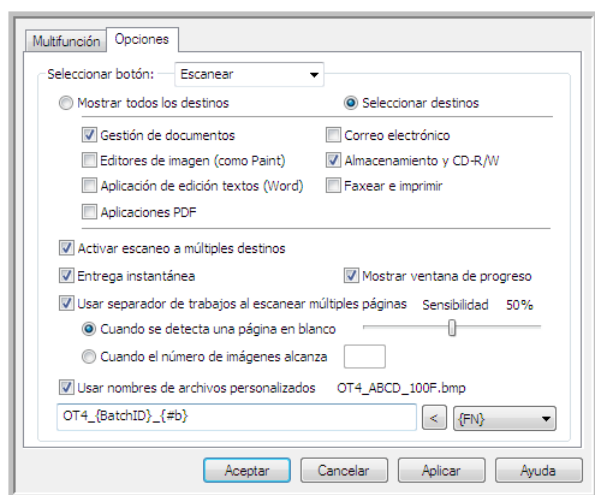 Multifunción Opciones
Seleccionar botón: Escanear
Mostrar todos los destinos Seleccionar destinos
Gestión de documentos Correo electrónico
Editores de imagen (como Paint) Almacenamiento y CD-R/W
Aplicación de edición textos (Word) Faxear e imprimir
Aplicaciones PDF
Activar escaneo a múltiples destinos
Entrega instantánea Mostrar ventana de progreso
Usar separador de trabajos al escanear múltiples páginas Sensibilidad 50%
Cuando se detecta una página en blanco
Cuando el número de imágenes alcanza
Usar nombres de archivos personalizados OT4_ABCD_100F.bmp
OT4_{BatchID}_{#b} < {FN}
Aceptar Cancelar Aplicar Ayuda